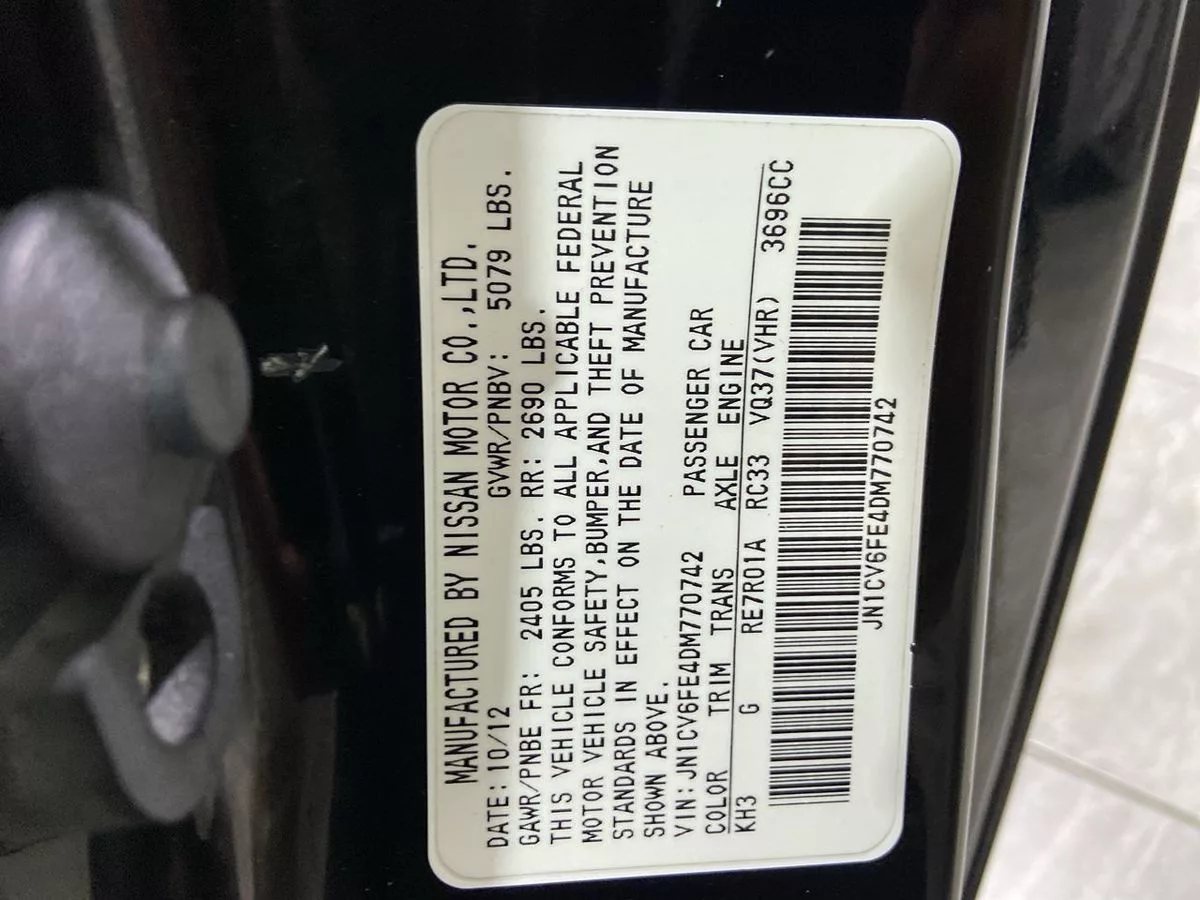 MANUFACTURED BY NISSAN MOTOR CO.,LTD.
DATE: 10/12 GVWR/PNBV: 5079 LBS.
GAWR/PNBE FR: 2405 LBS. RR: 2690 LBS.
THIS VEHICLE CONFORMS TO ALL APPLICABLE FEDERAL
MOTOR VEHICLE SAFETY,BUMPER,AND THEFT PREVENTION
STANDARDS IN EFFECT ON THE DATE OF MANUFACTURE
SHOWN ABOVE.
VIN:JN1CV6FE4DM770742 PASSENGER CAR
COLOR TRIM TRANS AXLE ENGINE
KH3 G RE7R01A RC33 VQ37(VHR) 3696CC
JN1CV6FE4DM770742